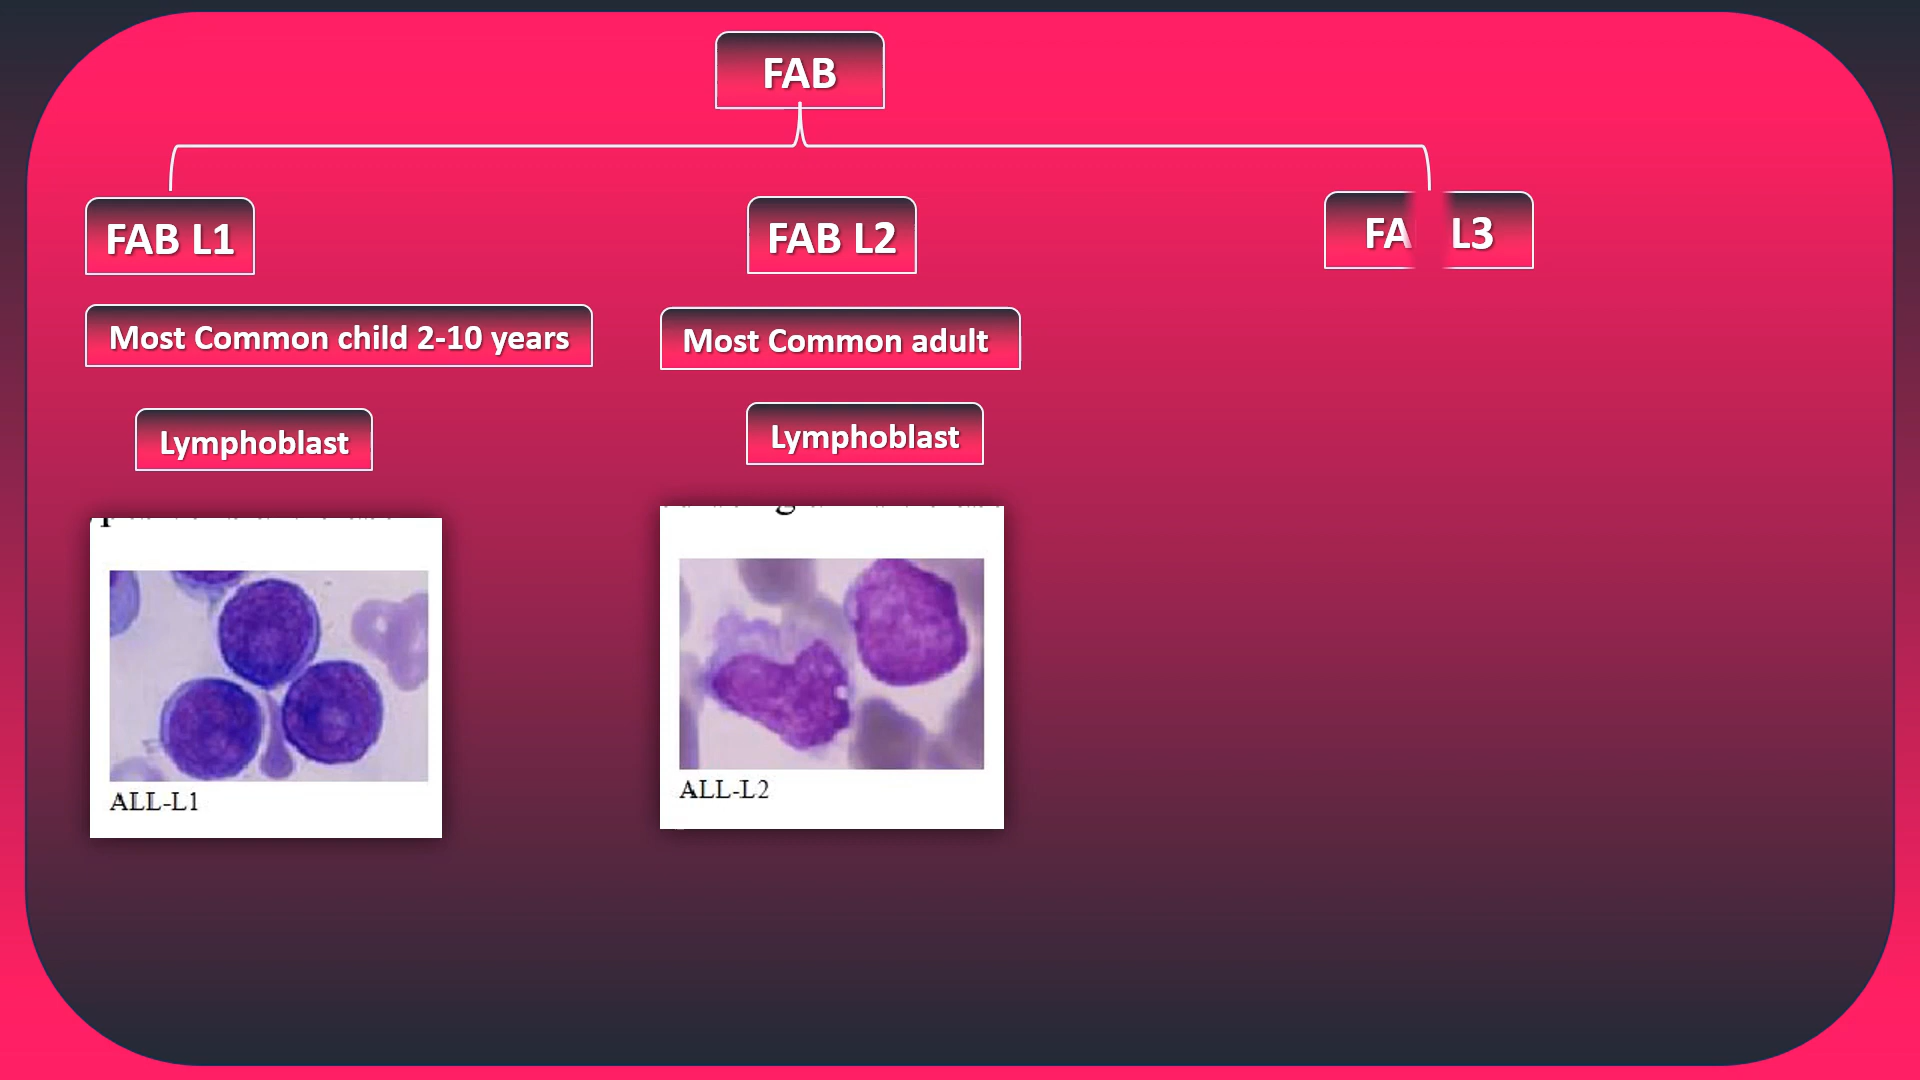 FAB
FAB L1
FAB L2
FA L3
Most Common child 2-10 years
Most Common adult
Lymphoblast
Lymphoblast
ALL-L1
ALL-L2